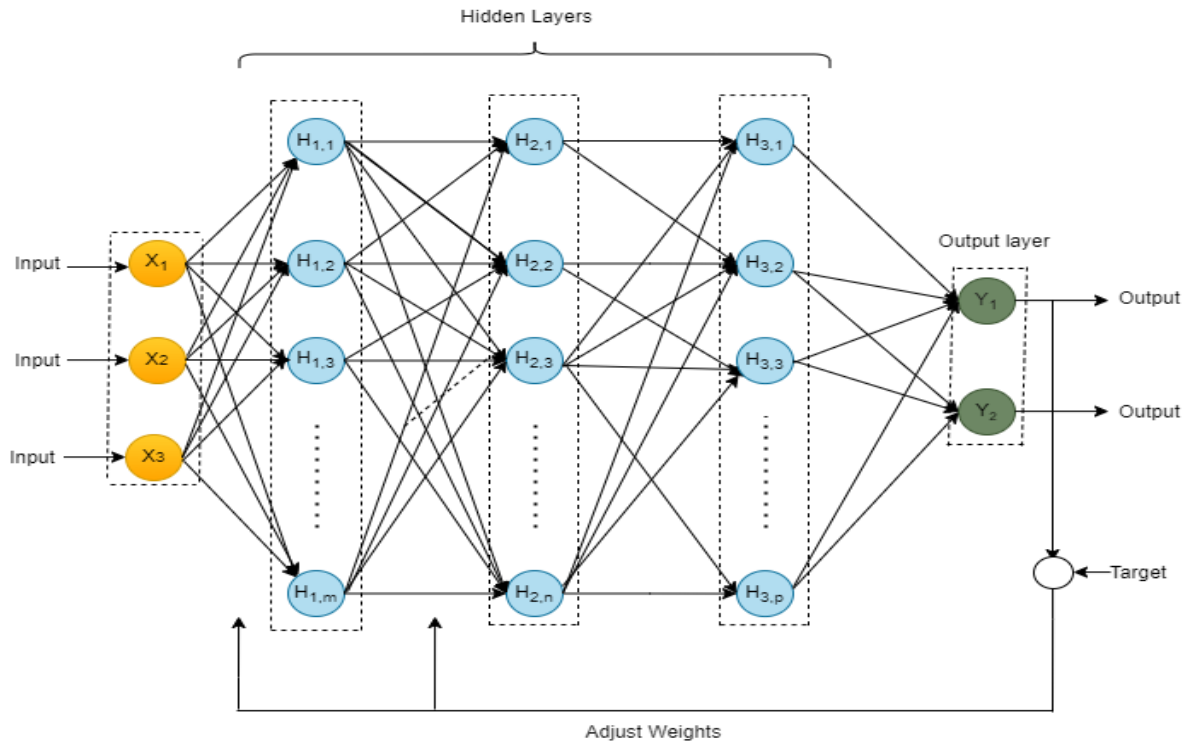 Hidden Layers
H1,1
H2,1
H3,1
Output layer
Input
X1
H1,2
H2,2
H3,2
Y1
Output
Input
X2
H1,3
H2,3
H3,3
Y2
Output
Input
X3
H1,m
H2,n
H3,p
Target
Adjust Weights